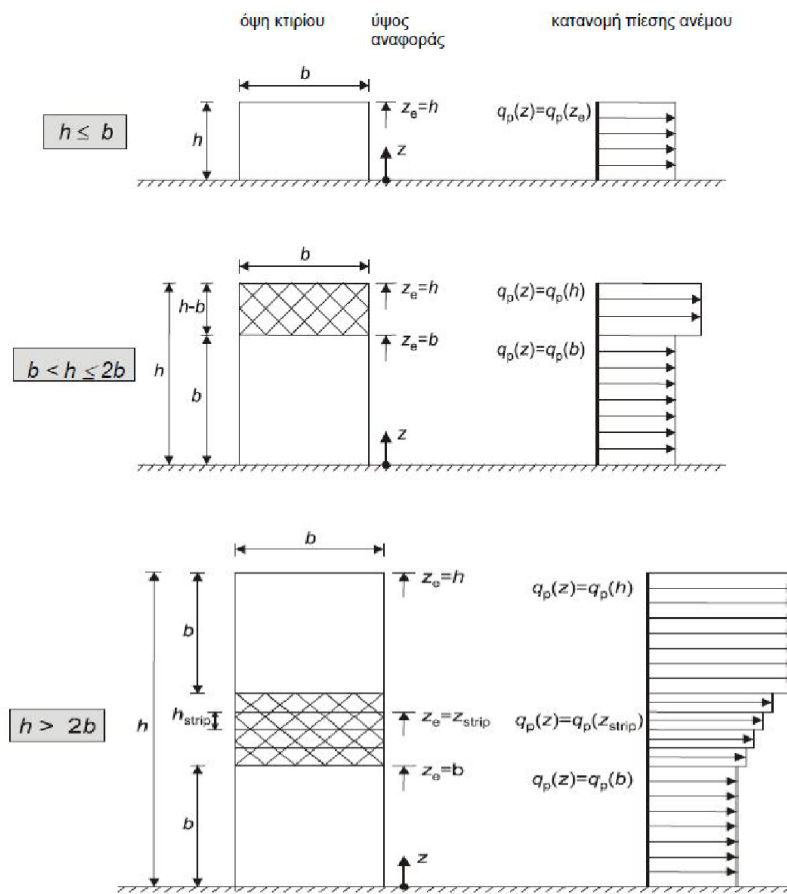 όψη κτιρίου ύψος αναφοράς κατανομή πίεσης ανέμου
b
h ≤ b
h
z_e=h
z
q_p(z)=q_p(z_e)
b
h-b
z_e=h
q_p(z)=q_p(h)
b < h ≤ 2b
h
b
z_e=b
q_p(z)=q_p(b)
z
b
z_e=h
q_p(z)=q_p(h)
b
h > 2b
h
h_strip
z_e=z_strip
q_p(z)=q_p(z_strip)
z_e=b
q_p(z)=q_p(b)
b
z